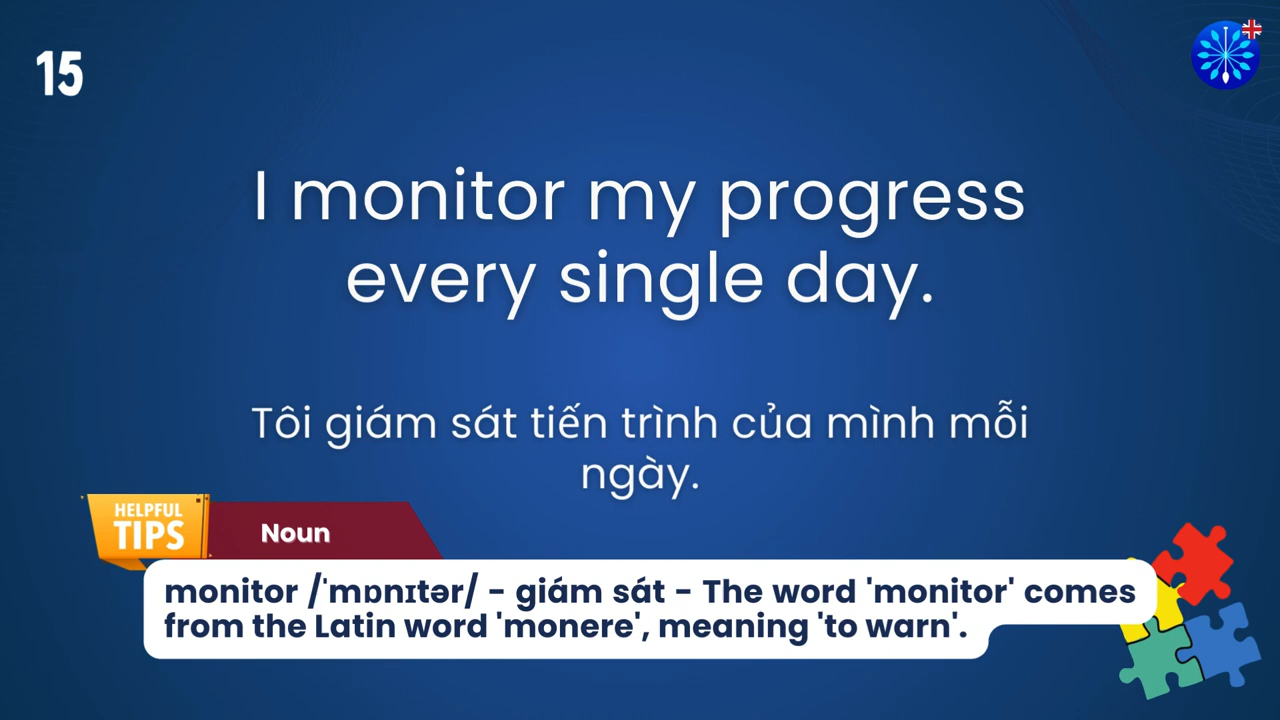 15
I monitor my progress
every single day.
Tôi giám sát tiến trình của mình mỗi
ngày.
HELPFUL
TIPS
Noun
monitor /ˈmɒnɪtər/ - giám sát - The word 'monitor' comes
from the Latin word 'monere', meaning 'to warn'.